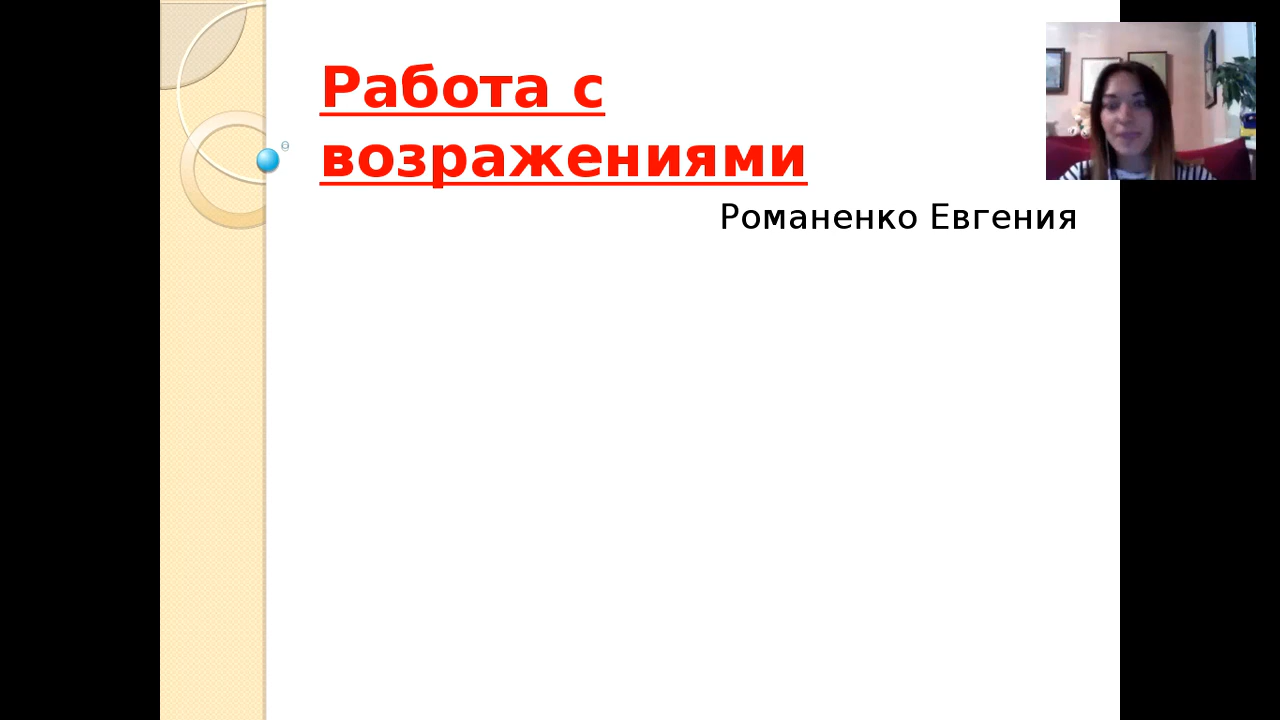 Работа с
возражениями
Романенко Евгения